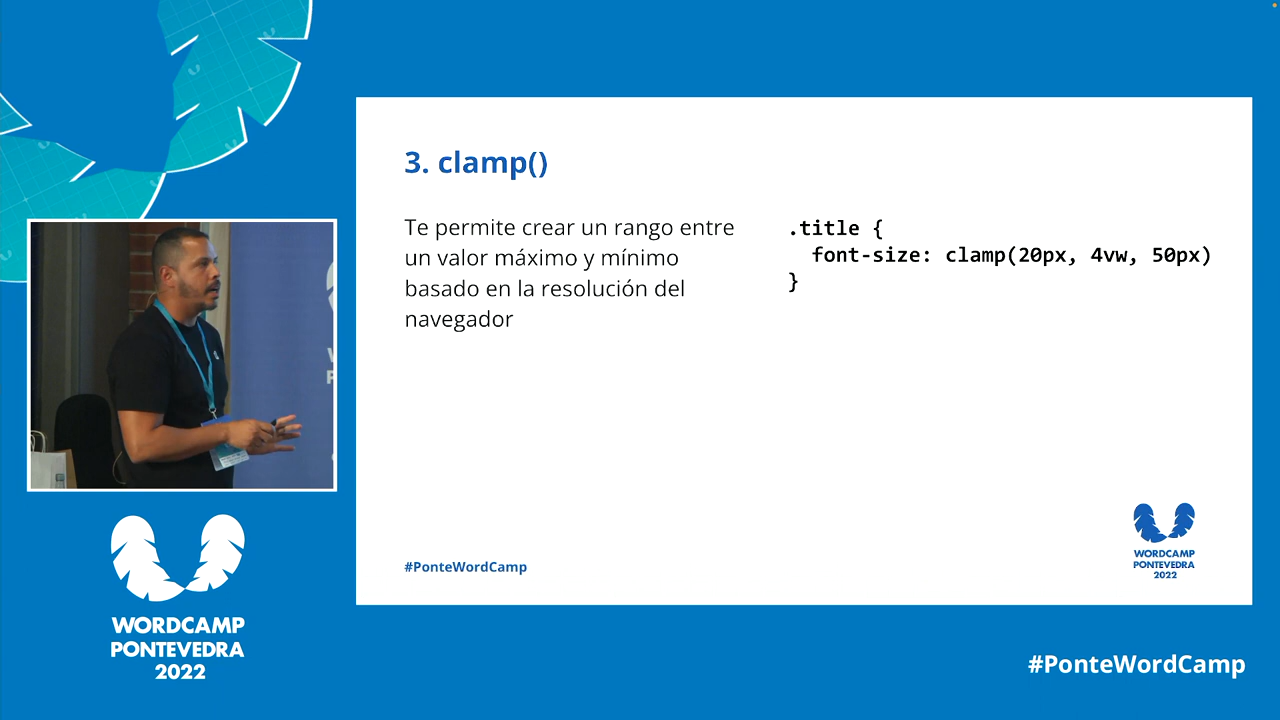 3. clamp()
Te permite crear un rango entre
un valor máximo y mínimo
basado en la resolución del
navegador
.title {
  font-size: clamp(20px, 4vw, 50px)
}
#PonteWordCamp
WORDCAMP
PONTEVEDRA
2022
WORDCAMP
PONTEVEDRA
2022
#PonteWordCamp